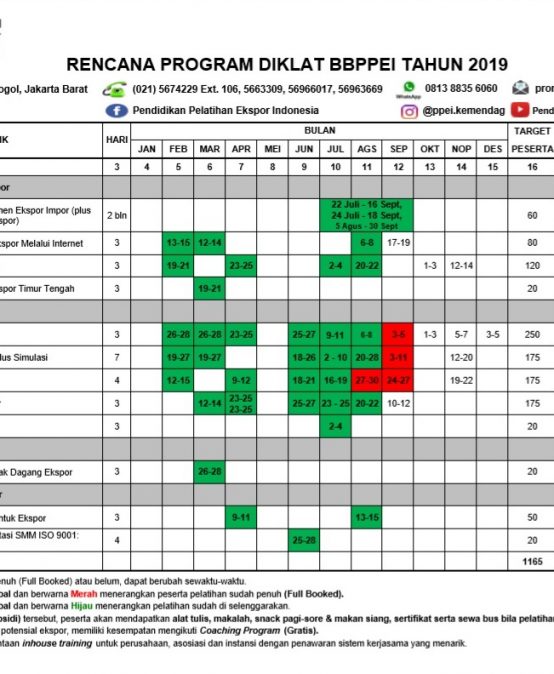 RENCANA PROGRAM DIKLAT BBPPEI TAHUN 2019
ogol, Jakarta Barat (021) 5674229 Ext. 106, 5663309, 56966017, 56963669 WhatsApp 0813 8835 6060 pron
Pendidikan Pelatihan Ekspor Indonesia @ppei.kemendag Pend
IK HARI BULAN TARGET PESERTA
JAN FEB MAR APR MEI JUN JUL AGS SEP OKT NOP DES
3 4 5 6 7 8 9 10 11 12 13 14 15 16
por
men Ekspor Impor (plus
spor) 2 bln 22 Juli - 16 Sept, 24 Juli - 18 Sept, 5 Agus - 30 Sept 60
kspor Melalui Internet 3 13-15 12-14 6-8 17-19 80
3 19-21 23-25 2-4 20-22 1-3 12-14 120
spor Timur Tengah 3 19-21 20
3 26-28 26-28 23-25 25-27 9-11 6-8 3-5 1-3 5-7 3-5 250
lus Simulasi 7 19-27 19-27 18-26 2 - 10 20-28 3-11 12-20 175
4 12-15 9-12 18-21 16-19 27-30 24-27 19-22 175
r 3 12-14 23-25 23-25 25-27 23 - 25 20-22 10-12 175
3 2-4 20
ak Dagang Ekspor 3 26-28 20
r
ntuk Ekspor 3 9-11 13-15 50
tasi SMM ISO 9001: 4 25-28 20
1165
enuh (Full Booked) atau belum, dapat berubah sewaktu-waktu.
pal dan berwarna Merah menerangkan peserta pelatihan sudah penuh (Full Booked).
pal dan berwarna Hijau menerangkan pelatihan sudah di selenggarakan.
osidi) tersebut, peserta akan mendapatkan alat tulis, makalah, snack pagi-sore & makan siang, sertifikat serta sewa bus bila pelatihan
potensial ekspor, memiliki kesempatan mengikuti Coaching Program (Gratis).
ntaan inhouse training untuk perusahaan, asosiasi dan instansi dengan penawaran sistem kerjasama yang menarik.